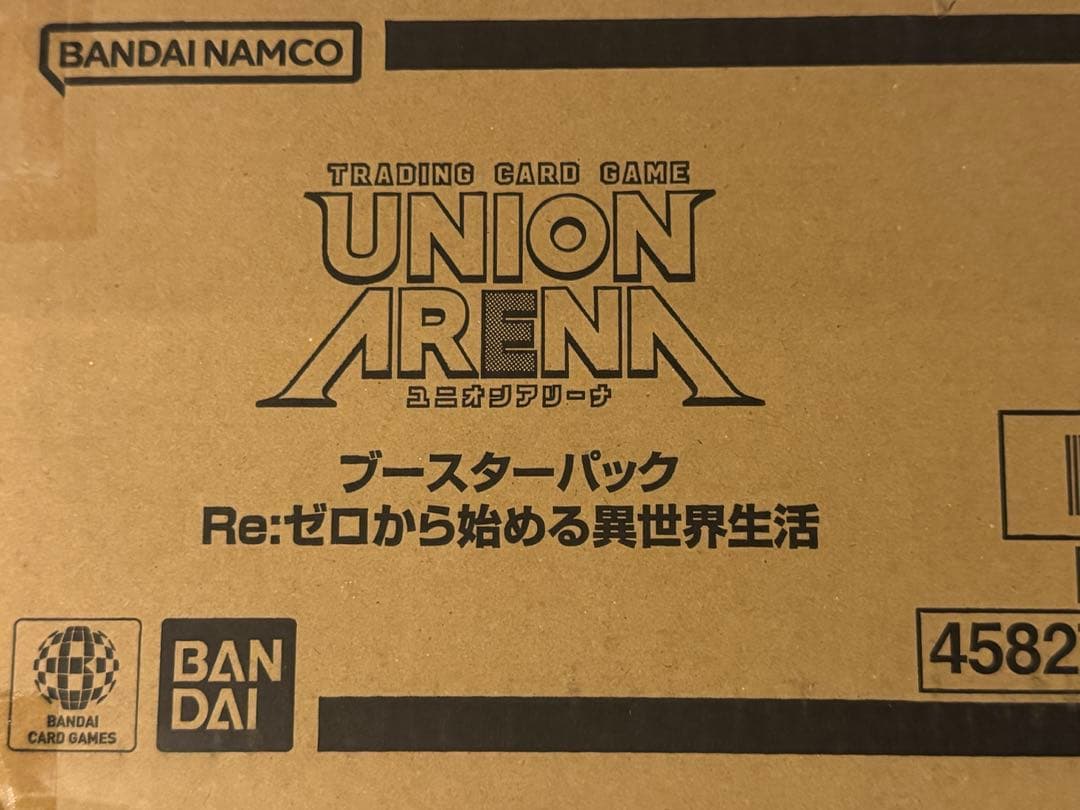 BANDAI NAMCO
TRADING CARD GAME
UNION
ARENA
ユニオンアリーナ
ブースターパック
Re:ゼロから始める異世界生活
4582
BANDAI
CARD GAMES
BAN
DAI